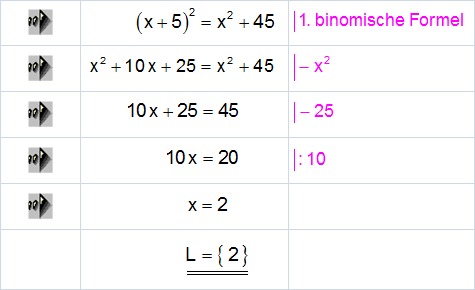 (x + 5)² = x² + 45 | 1. binomische Formel
x² + 10x + 25 = x² + 45 | − x²
10x + 25 = 45 | − 25
10x = 20 | : 10
x = 2
L = { 2 }